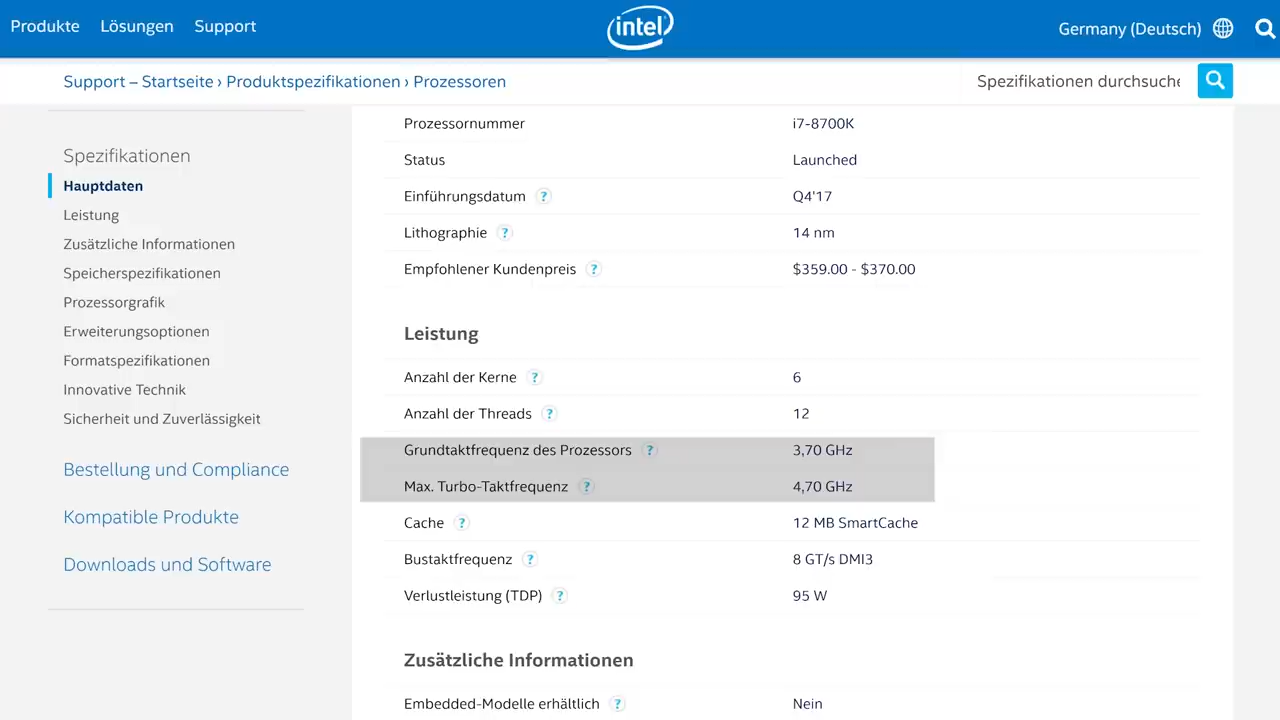 Produkte Lösungen Support
intel
Germany (Deutsch)
Support – Startseite › Produktspezifikationen › Prozessoren
Spezifikationen durchsuche
Spezifikationen
Hauptdaten
Leistung
Zusätzliche Informationen
Speicherspezifikationen
Prozessorgrafik
Erweiterungsoptionen
Formatspezifikationen
Innovative Technik
Sicherheit und Zuverlässigkeit
Bestellung und Compliance
Kompatible Produkte
Downloads und Software
Prozessornummer i7-8700K
Status Launched
Einführungsdatum ? Q4'17
Lithographie ? 14 nm
Empfohlener Kundenpreis ? $359.00 - $370.00
Leistung
Anzahl der Kerne ? 6
Anzahl der Threads ? 12
Grundtaktfrequenz des Prozessors ? 3,70 GHz
Max. Turbo-Taktfrequenz ? 4,70 GHz
Cache ? 12 MB SmartCache
Bustaktfrequenz ? 8 GT/s DMI3
Verlustleistung (TDP) ? 95 W
Zusätzliche Informationen
Embedded-Modelle erhältlich ? Nein